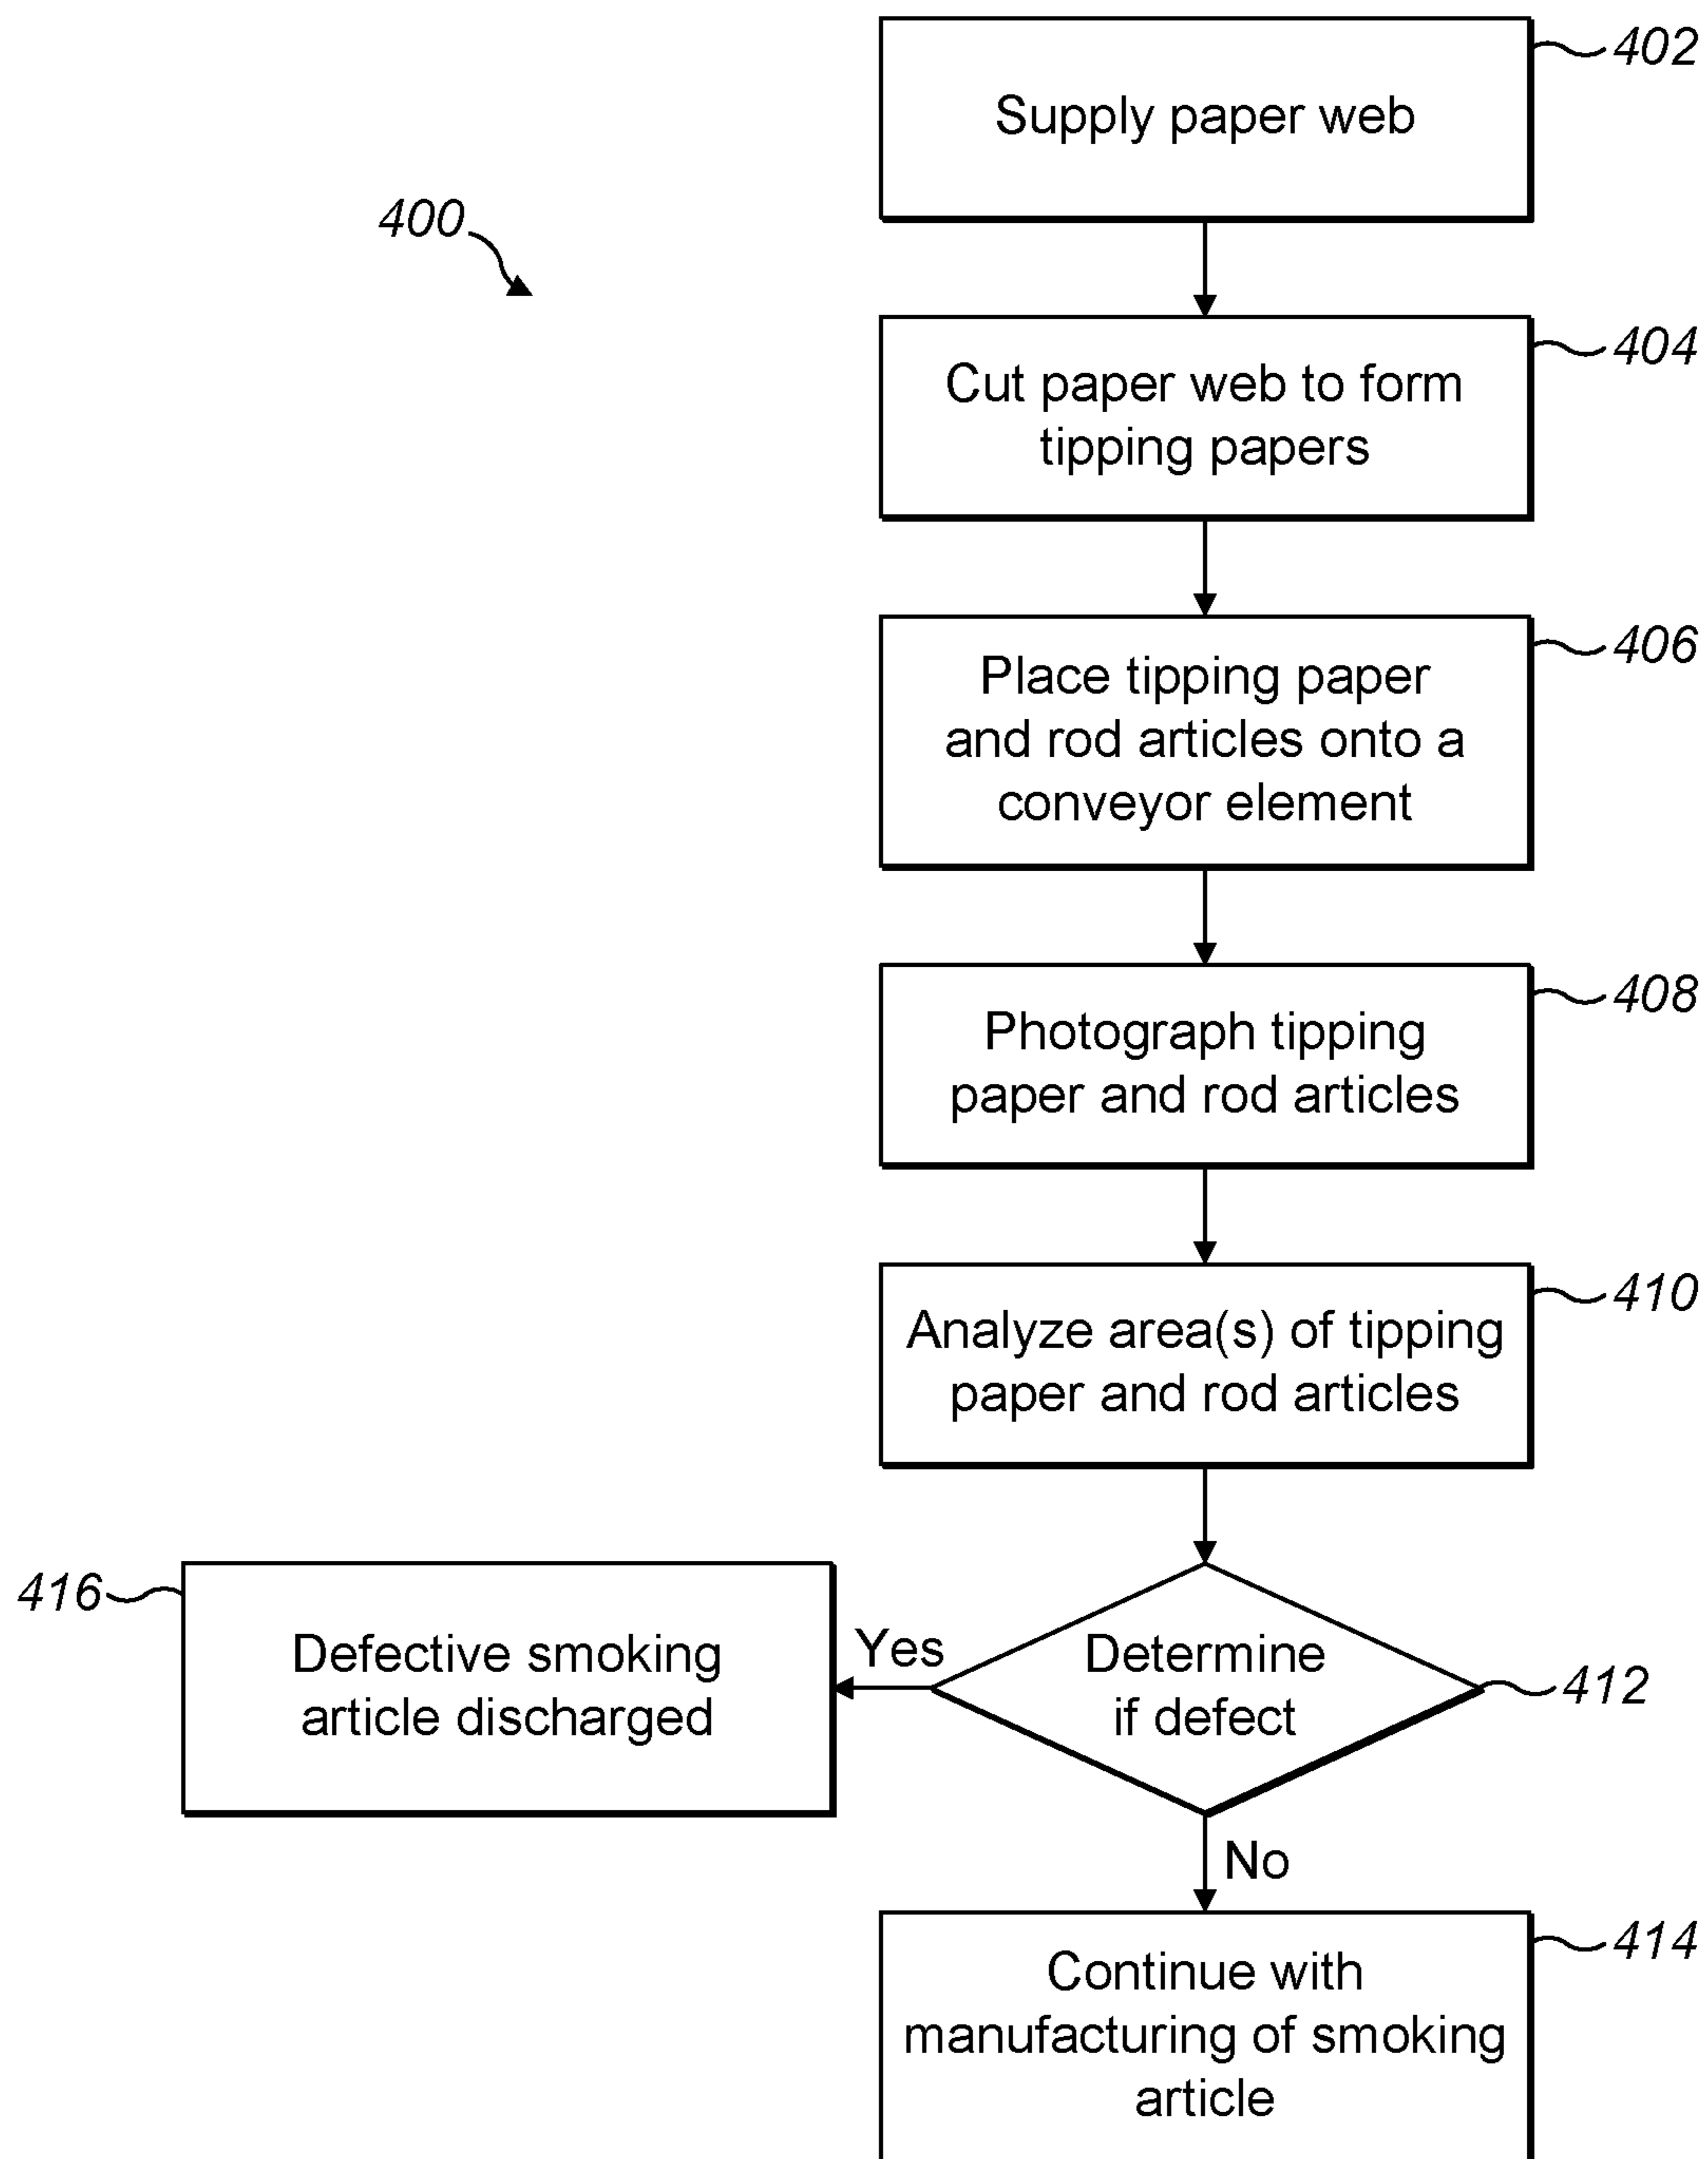 402
Supply paper web
400
404
Cut paper web to form
tipping papers
406
Place tipping paper
and rod articles onto a
conveyor element
408
Photograph tipping
paper and rod articles
410
Analyze area(s) of tipping
paper and rod articles
416
Defective smoking
article discharged
Yes
Determine
if defect
412
No
414
Continue with
manufacturing of smoking
article